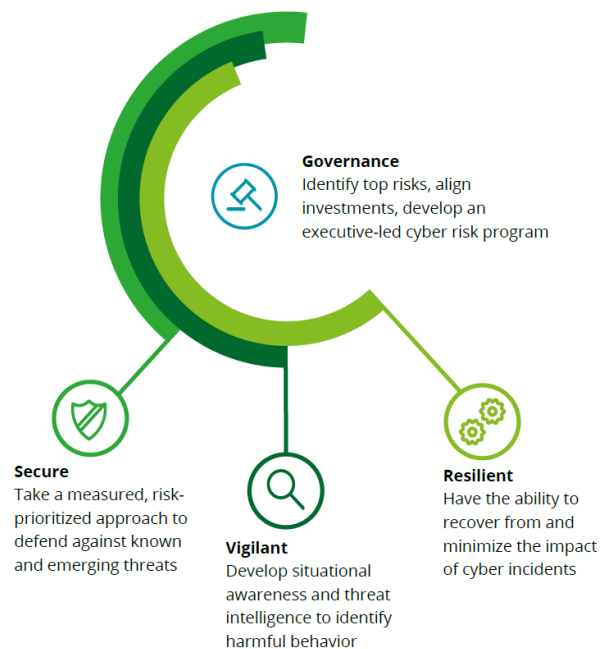 Governance
Identify top risks, align
investments, develop an
executive-led cyber risk program
Secure
Take a measured, risk-
prioritized approach to
defend against known
and emerging threats
Vigilant
Develop situational
awareness and threat
intelligence to identify
harmful behavior
Resilient
Have the ability to
recover from and
minimize the impact
of cyber incidents